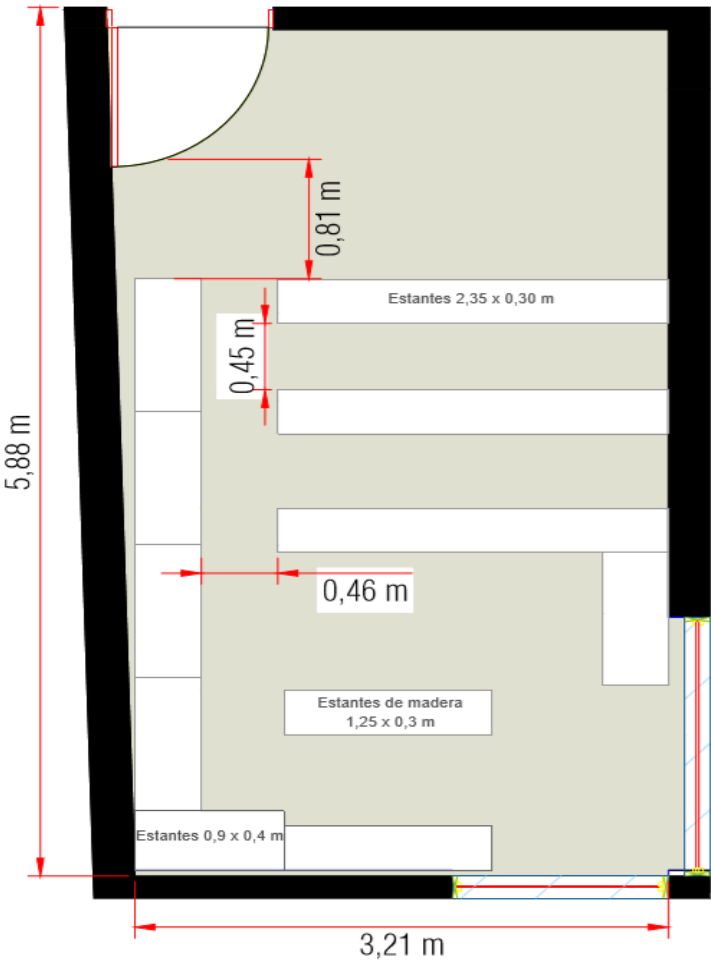 0,81 m
Estantes 2,35 x 0,30 m
0,45 m
5,88 m
0,46 m
Estantes de madera
1,25 x 0,3 m
Estantes 0,9 x 0,4 m
3,21 m